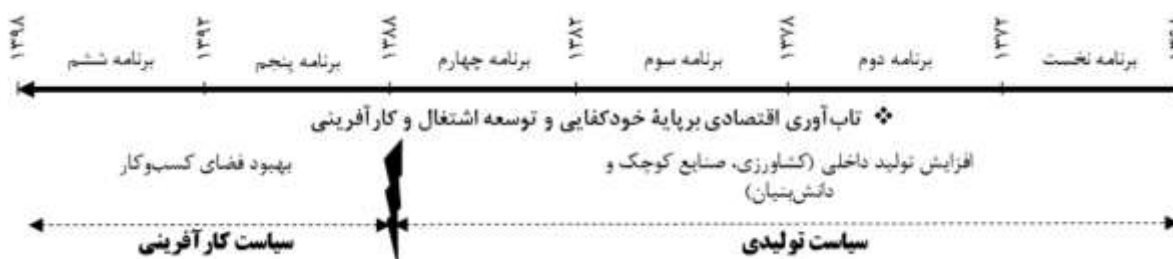 ۱۳۷۲ ۱۳۷۸ ۱۳۸۲ ۱۳۸۸ ۱۳۹۲ ۱۳۹۸
برنامه نخست برنامه دوم برنامه سوم برنامه چهارم برنامه پنجم برنامه ششم
❖ تاب‌آوری اقتصادی برپایهٔ خودکفایی و توسعه اشتغال و کارآفرینی
افزایش تولید داخلی (کشاورزی، صنایع کوچک و
دانش‌بنیان)
بهبود فضای کسب‌وکار
سیاست تولیدی
سیاست کارآفرینی